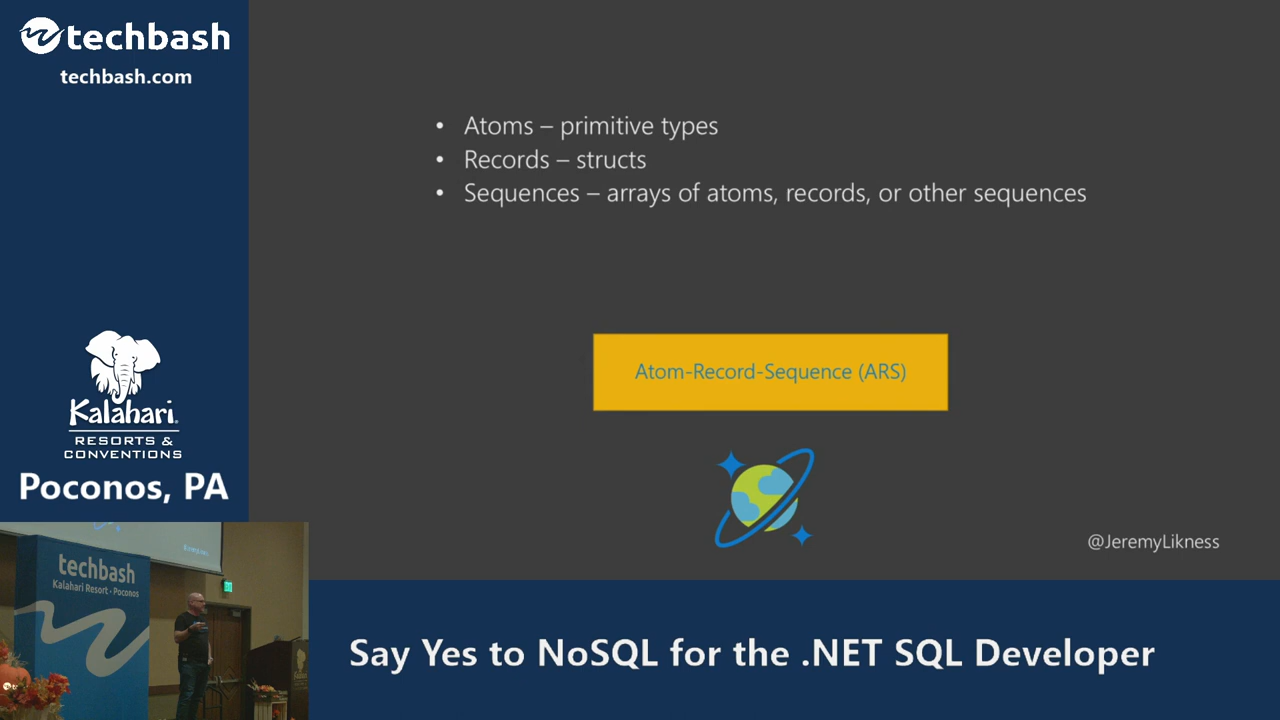 techbash
techbash.com
• Atoms – primitive types
• Records – structs
• Sequences – arrays of atoms, records, or other sequences
Atom-Record-Sequence (ARS)
@JeremyLikness
Kalahari
RESORTS &
CONVENTIONS
Poconos, PA
techbash
Kalahari Resort - Poconos
Say Yes to NoSQL for the .NET SQL Developer